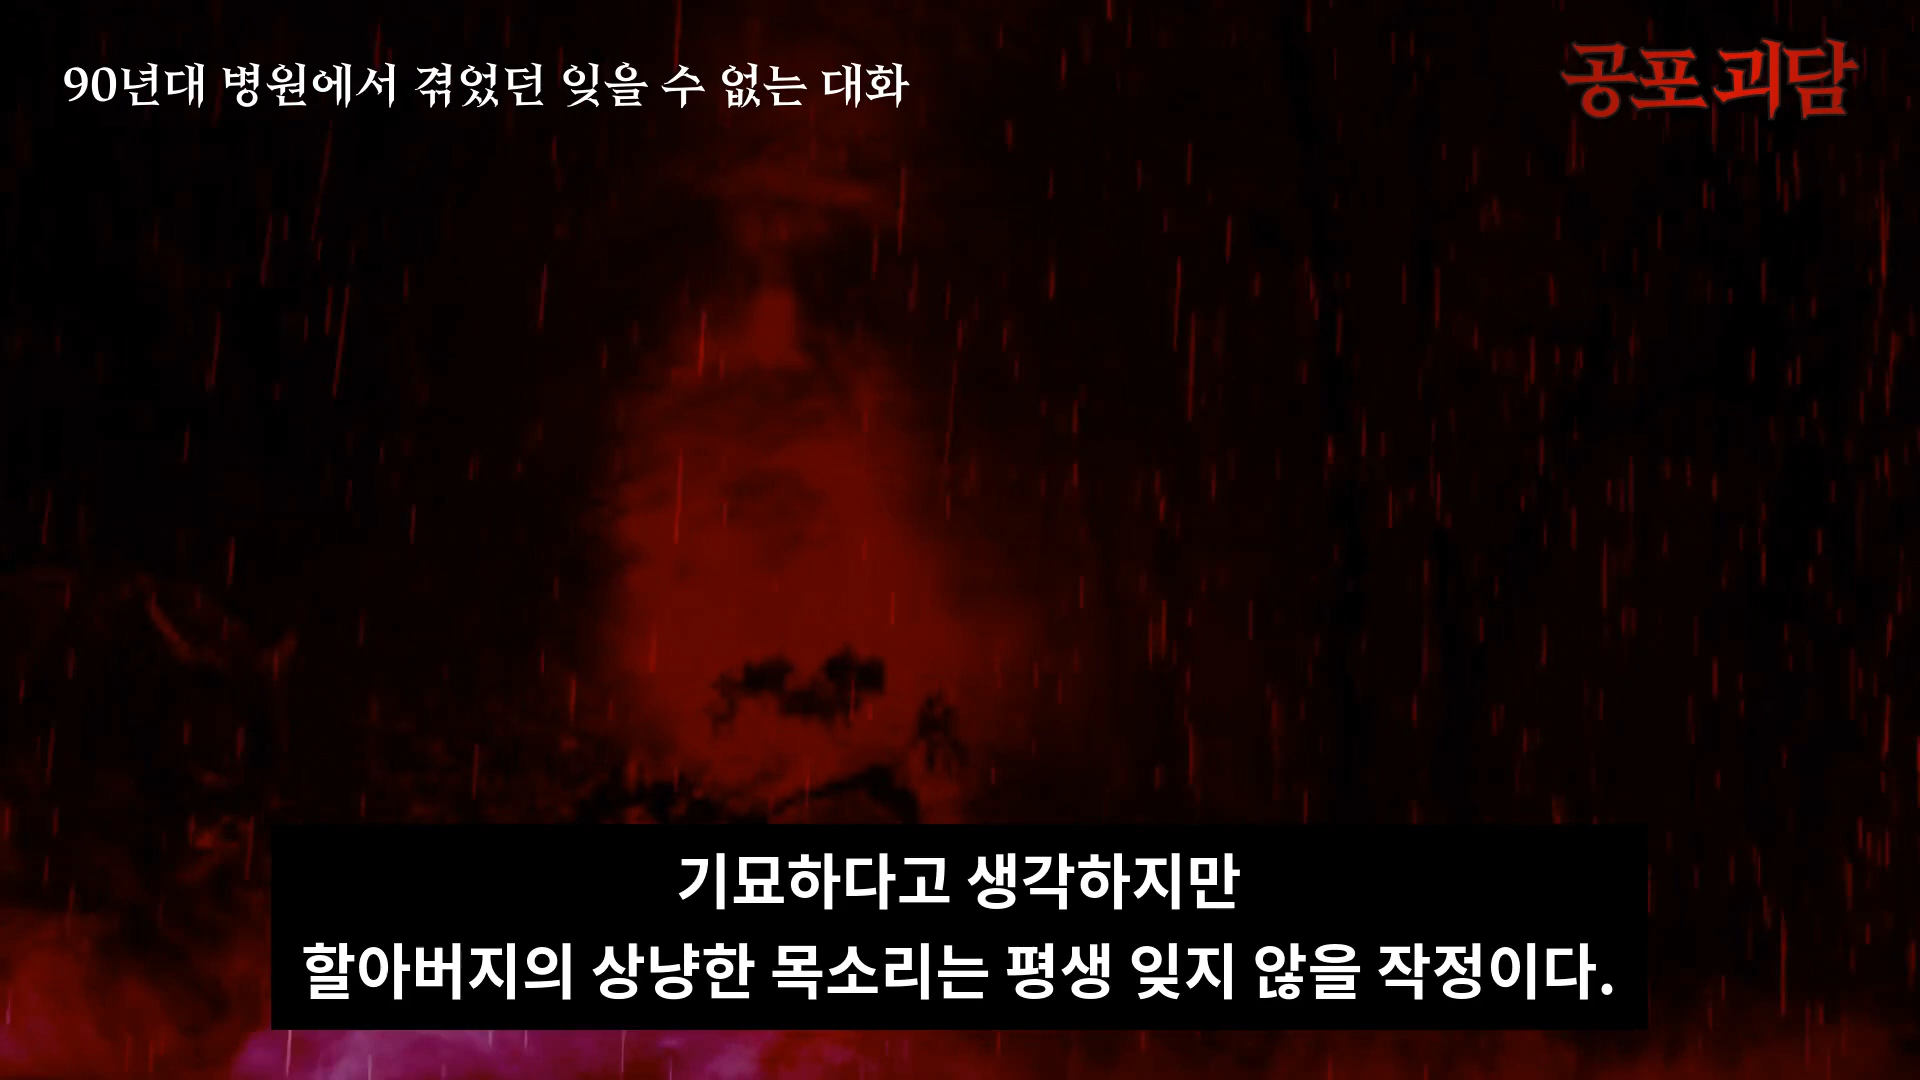 90년대 병원에서 겪었던 잊을 수 없는 대화
공포 괴담
기묘하다고 생각하지만
할아버지의 상냥한 목소리는 평생 잊지 않을 작정이다.